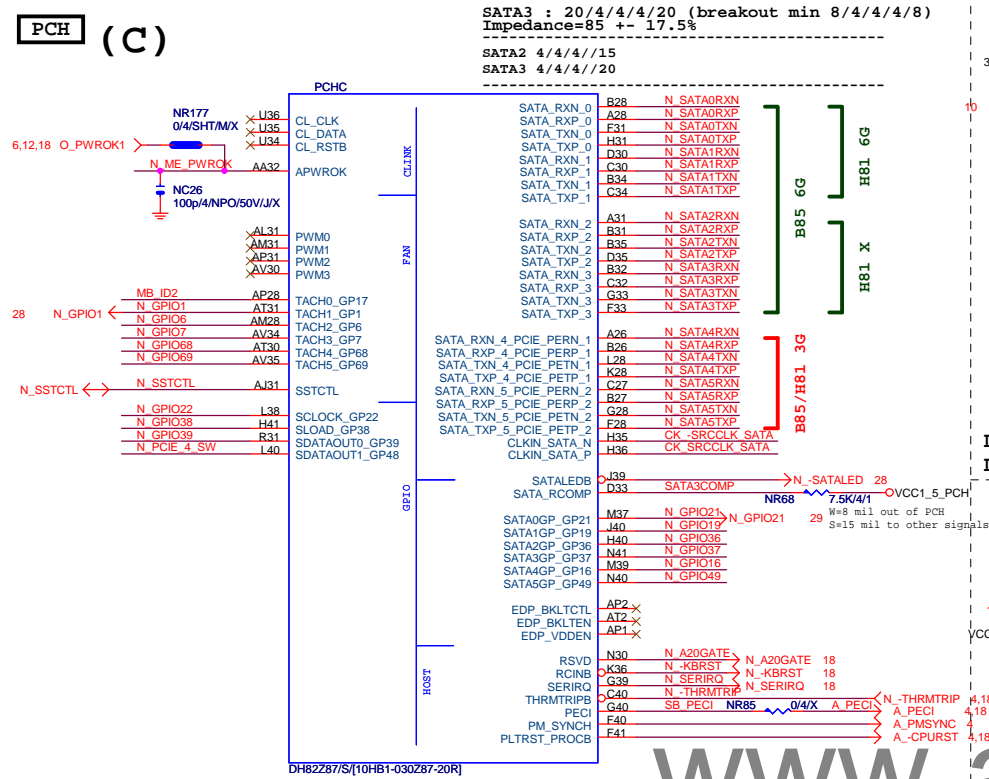 PCH (C)
SATA3 : 20/4/4/4/20 (breakout min 8/4/4/4/8)
Impedance=85 +- 17.5%
SATA2 4/4/4//15
SATA3 4/4/4//20
PCHC
NR177
0/4/SHT/M/X
6,12,18 O_PWROK1
N_ME_PWROK
NC26
100p/4/NPO/50V/J/X
U36 CL_CLK
U35 CL_DATA
U34 CL_RSTB
AA32 APWROK
CLINK
AL31 PWM0
AM31 PWM1
AP31 PWM2
AV30 PWM3
FAN
MB_ID2 AP28 TACH0_GP17
28 N_GPIO1 N_GPIO1 AT31 TACH1_GP1
N_GPIO6 AM28 TACH2_GP6
N_GPIO7 AV34 TACH3_GP7
N_GPIO68 AT30 TACH4_GP68
N_GPIO69 AV35 TACH5_GP69
N_SSTCTL N_SSTCTL AJ31 SSTCTL
N_GPIO22 L38 SCLOCK_GP22
N_GPIO38 H41 SLOAD_GP38
N_GPIO39 R31 SDATAOUT0_GP39
N_PCIE_4_SW L40 SDATAOUT1_GP48
GPIO
HOST
SATA_RXN_0 B28 N_SATA0RXN
SATA_RXP_0 A28 N_SATA0RXP
SATA_TXN_0 F31 N_SATA0TXN
SATA_TXP_0 H31 N_SATA0TXP
SATA_RXN_1 D30 N_SATA1RXN
SATA_RXP_1 C30 N_SATA1RXP
SATA_TXN_1 B34 N_SATA1TXN
SATA_TXP_1 C34 N_SATA1TXP
SATA_RXN_2 A31 N_SATA2RXN
SATA_RXP_2 B31 N_SATA2RXP
SATA_TXN_2 B35 N_SATA2TXN
SATA_TXP_2 D35 N_SATA2TXP
SATA_RXN_3 B32 N_SATA3RXN
SATA_RXP_3 C32 N_SATA3RXP
SATA_TXN_3 G33 N_SATA3TXN
SATA_TXP_3 F33 N_SATA3TXP
B85 6G
H81 6G
H81 X
SATA_RXN_4_PCIE_PERN_1 A26 N_SATA4RXN
SATA_RXP_4_PCIE_PERP_1 B26 N_SATA4RXP
SATA_TXN_4_PCIE_PETN_1 L28 N_SATA4TXN
SATA_TXP_4_PCIE_PETP_1 K28 N_SATA4TXP
SATA_RXN_5_PCIE_PERN_2 C27 N_SATA5RXN
SATA_RXP_5_PCIE_PERP_2 B27 N_SATA5RXP
SATA_TXN_5_PCIE_PETN_2 G28 N_SATA5TXN
SATA_TXP_5_PCIE_PETP_2 F28 N_SATA5TXP
B85/H81 3G
CLKIN_SATA_N H35 CK_-SRCCLK_SATA
CLKIN_SATA_P H36 CK_SRCCLK_SATA
SATALEDB J39 N_-SATALED 28
SATA_RCOMP D33 SATA3COMP NR68 7.5K/4/1 VCC1_5_PCH
W=8 mil out of PCH
S=15 mil to other signals
SATA0GP_GP21 M37 N_GPIO21 N_GPIO21 29
SATA1GP_GP19 J40 N_GPIO19
SATA2GP_GP36 H40 N_GPIO36
SATA3GP_GP37 N41 N_GPIO37
SATA4GP_GP16 M39 N_GPIO16
SATA5GP_GP49 N40 N_GPIO49
EDP_BKLTCTL AP2
EDP_BKLTEN AT2
EDP_VDDEN AP1
RSVD N30 N_A20GATE N_A20GATE 18
RCINB K36 N_-KBRST N_-KBRST 18
SERIRQ G39 N_SERIRQ N_SERIRQ 18
THRMTRIPB C40 N_-THRMTRIP N_-THRMTRIP 4,18
PECI G40 SB_PECI NR85 0/4/X A_PECI A_PECI 4,18
PM_SYNCH F40 A_PMSYNC 4
PLTRST_PROCB F41 A_-CPURST 4,18
DH82Z87/S/[10HB1-030Z87-20R]
10
www.